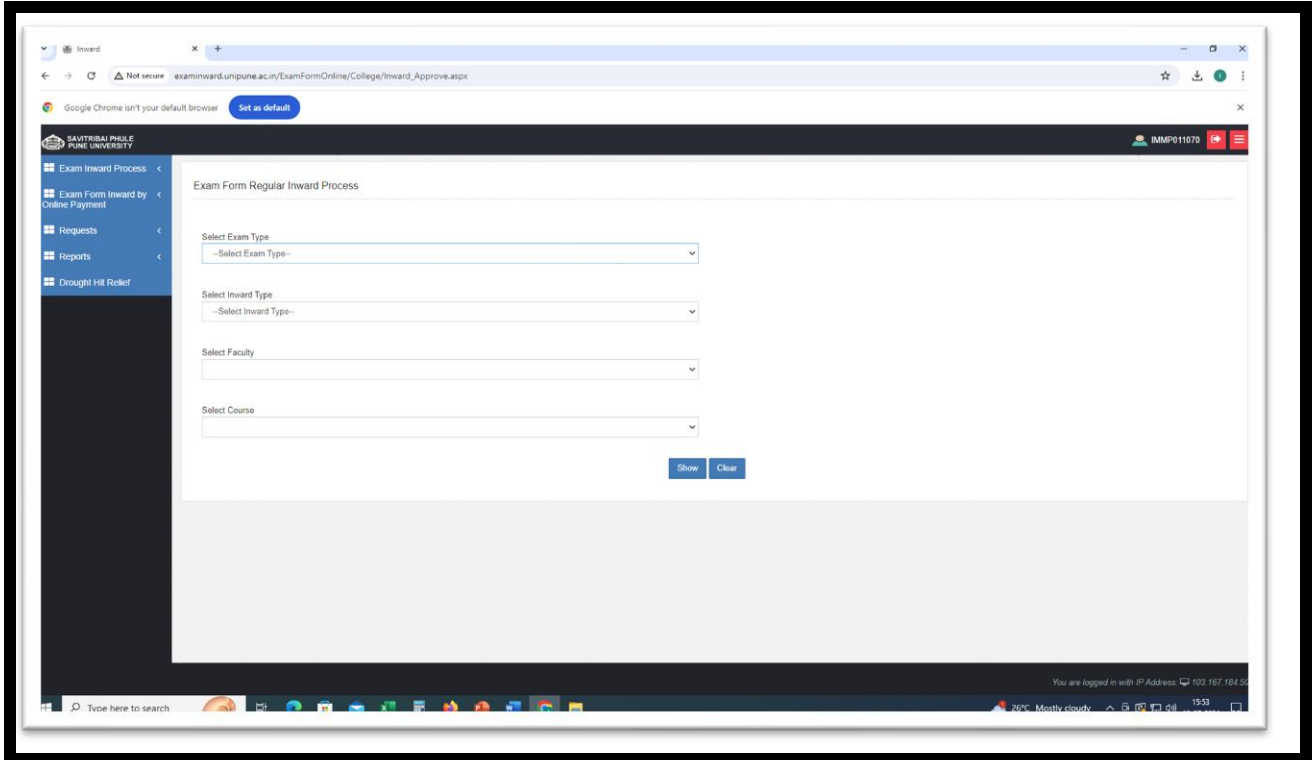 Inward
Not secure examinward.unipune.ac.in/ExamFormOnline/College/Inward_Approve.aspx
Google Chrome isn't your default browser Set as default
SAVITRIBAI PHULE
PUNE UNIVERSITY
IMMP011070
Exam Inward Process
Exam Form Inward by
Online Payment
Requests
Reports
Drought Hit Relief
Exam Form Regular Inward Process
Select Exam Type
--Select Exam Type--
Select Inward Type
--Select Inward Type--
Select Faculty
Select Course
Show Clear
You are logged in with IP Address: 103.167.184.50
Type here to search
26°C Mostly cloudy
15:53